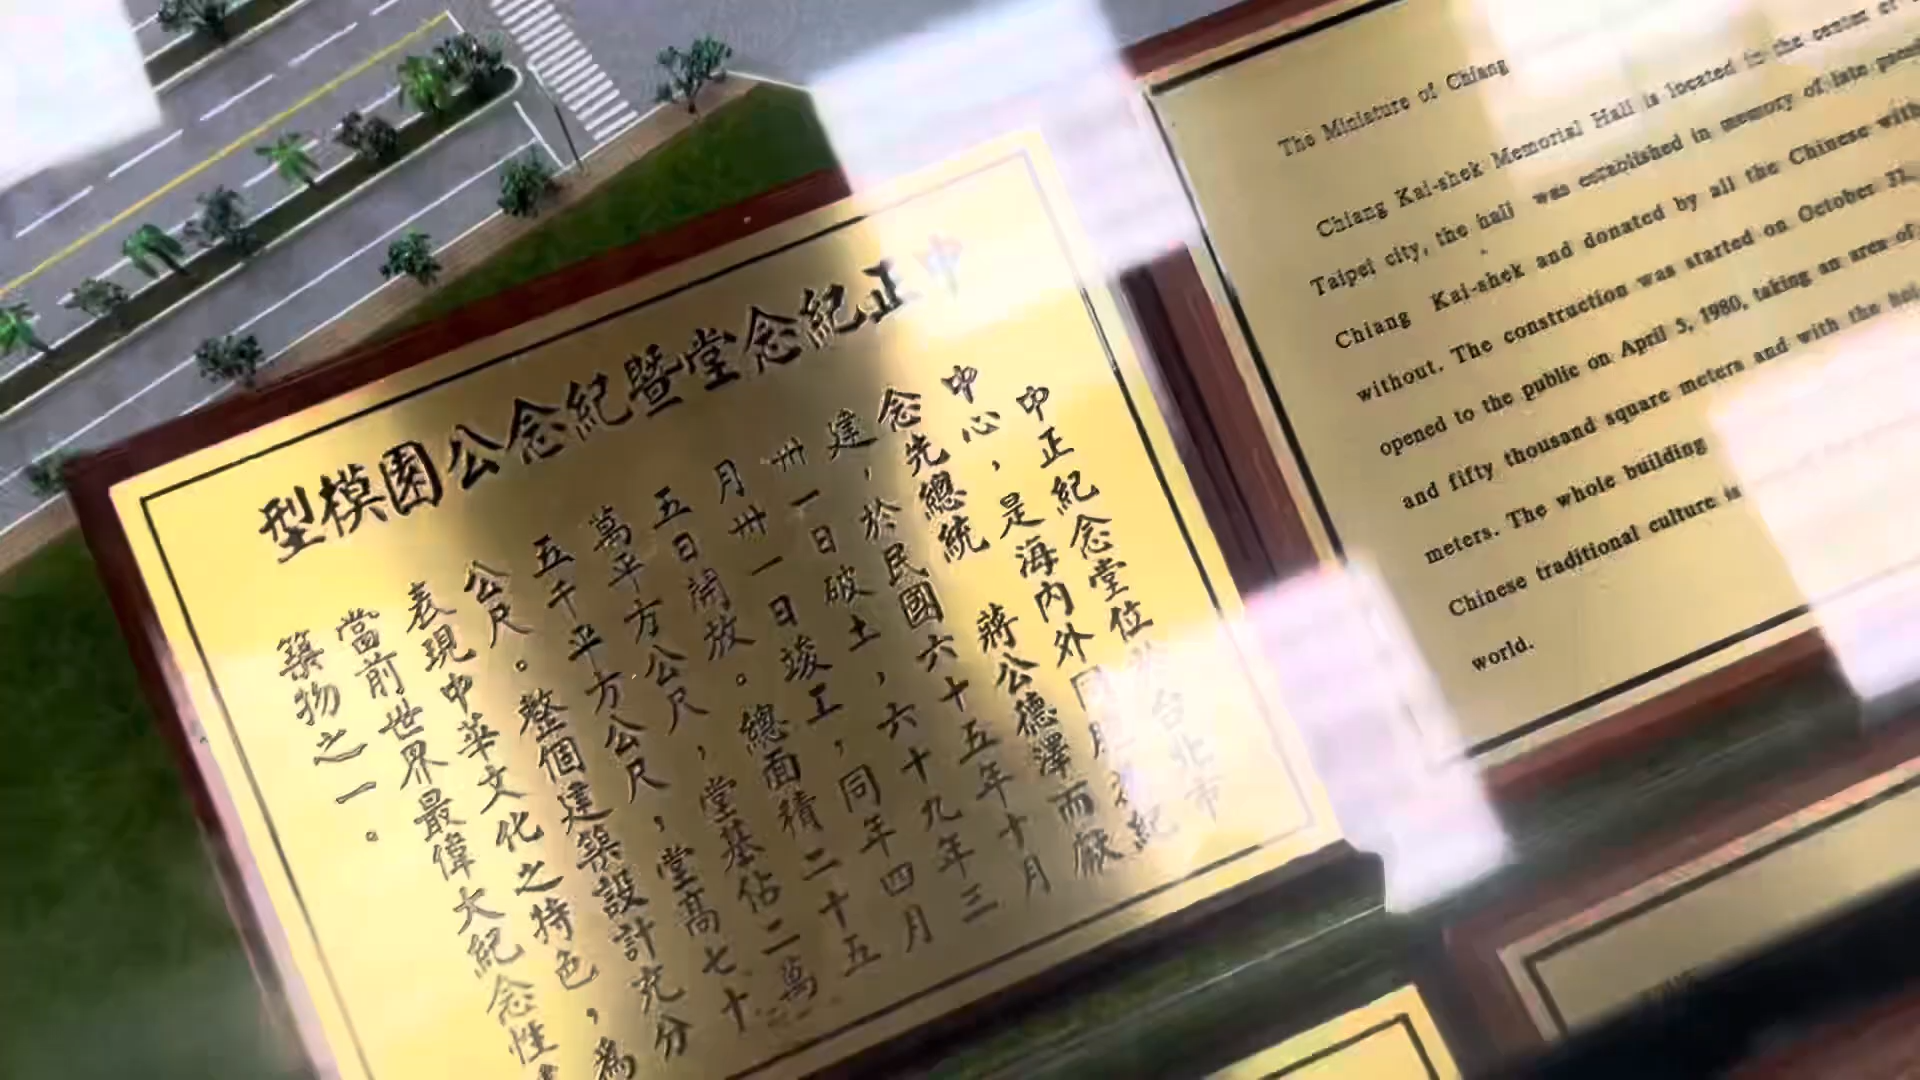 中正紀念堂暨紀念公園模型
中正紀念堂位於台北市
中心，是海內外同胞為紀
念先總統 蔣公德澤而獻
建，於民國六十五年十月
卅一日破土，六十九年三
月卅一日竣工，同年四月
五日開放。總面積二十五
萬平方公尺，堂基佔二萬
五千平方公尺，堂高七十
公尺。整個建築設計充分
表現中華文化之特色，為
當前世界最偉大紀念性
築物之一。
The Miniature of Chiang
Chiang Kai-shek Memorial Hall is located in the center of
Taipei city, the hall was established in memory of late
Chiang Kai-shek and donated by all the Chinese
without. The construction was started on October 31,
opened to the public on April 5, 1980, taking an area of
and fifty thousand square meters and with the
meters. The whole building
Chinese traditional culture is
world.